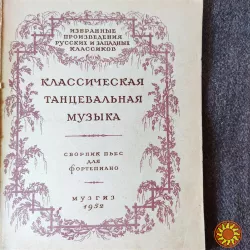 ИЗБРАННЫЕ
ПРОИЗВЕДЕНИЯ
РУССКИХ И ЗАПАДНЫХ
КЛАССИКОВ
КЛАССИЧЕСКАЯ
ТАНЦЕВАЛЬНАЯ
МУЗЫКА
СБОРНИК ПЬЕС
ДЛЯ
ФОРТЕПИАНО
МУЗГИЗ
1952